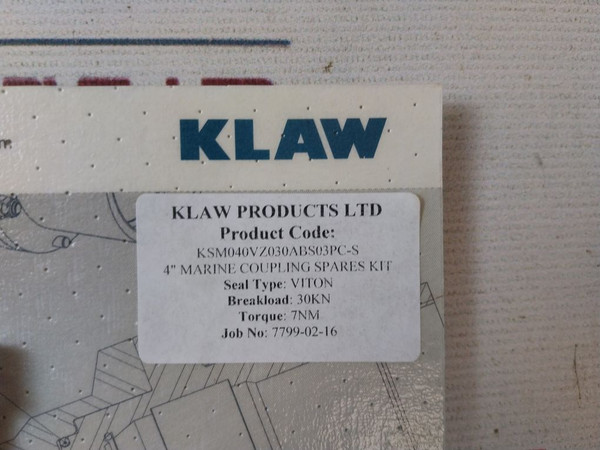 KLAW
KLAW PRODUCTS LTD
Product Code:
KSM040VZ030ABS03PC-S
4" MARINE COUPLING SPARES KIT
Seal Type: VITON
Breakload: 30KN
Torque: 7NM
Job No: 7799-02-16